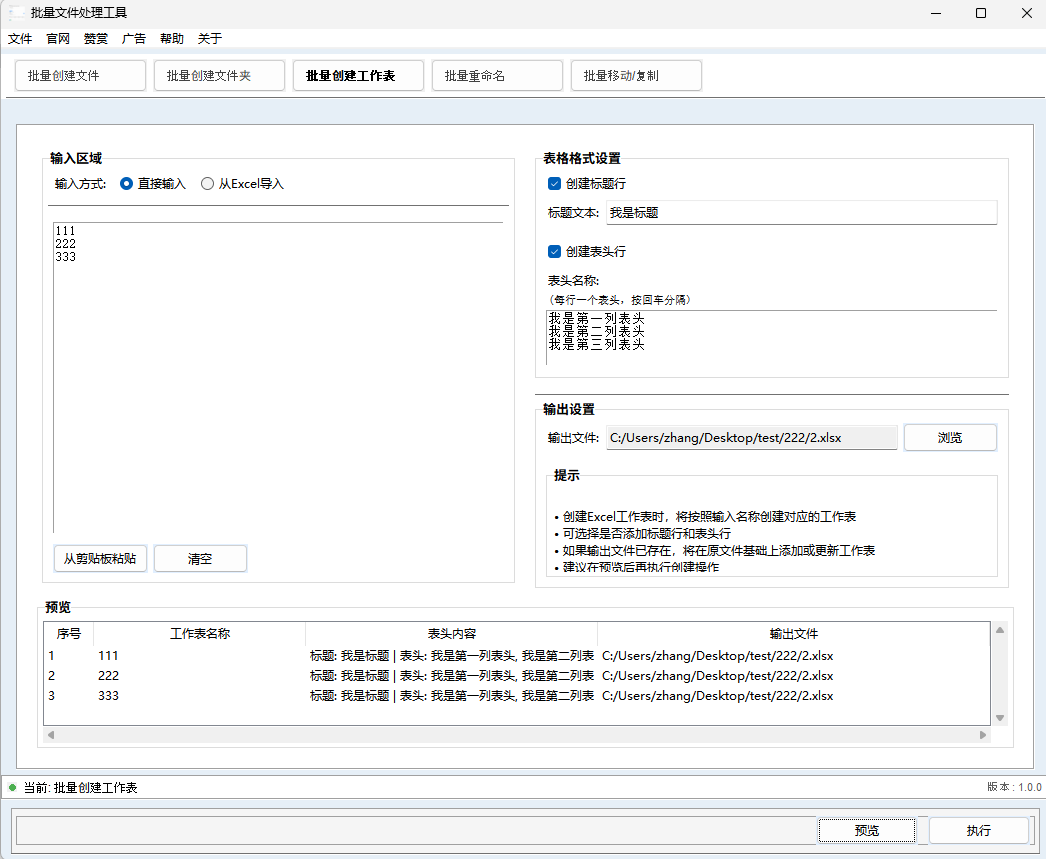 批量文件处理工具
文件 官网 赞赏 广告 帮助 关于
批量创建文件 批量创建文件夹 批量创建工作表 批量重命名 批量移动/复制
输入区域
输入方式: 直接输入 从Excel导入
111
222
333
从剪贴板粘贴 清空
表格格式设置
创建标题行
标题文本: 我是标题
创建表头行
表头名称:
（每行一个表头，按回车分隔）
我是第一列表头
我是第二列表头
我是第三列表头
输出设置
输出文件: C:/Users/zhang/Desktop/test/222/2.xlsx 浏览
提示
• 创建Excel工作表时，将按照输入名称创建对应的工作表
• 可选择是否添加标题行和表头行
• 如果输出文件已存在，将在原文件基础上添加或更新工作表
• 建议在预览后再执行创建操作
预览
序号 工作表名称 表头内容 输出文件
1 111 标题: 我是标题 | 表头: 我是第一列表头, 我是第二列表 C:/Users/zhang/Desktop/test/222/2.xlsx
2 222 标题: 我是标题 | 表头: 我是第一列表头, 我是第二列表 C:/Users/zhang/Desktop/test/222/2.xlsx
3 333 标题: 我是标题 | 表头: 我是第一列表头, 我是第二列表 C:/Users/zhang/Desktop/test/222/2.xlsx
当前: 批量创建工作表 版本 : 1.0.0
预览 执行